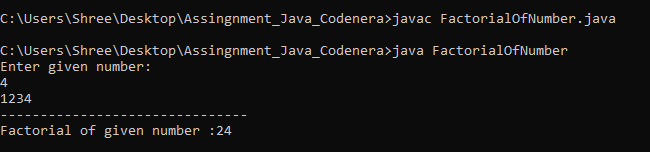 C:\Users\Shree\Desktop\Assingnment_Java_Codenera>javac FactorialOfNumber.java
C:\Users\Shree\Desktop\Assingnment_Java_Codenera>java FactorialOfNumber
Enter given number:
4
1234
-------------------------------
Factorial of given number :24